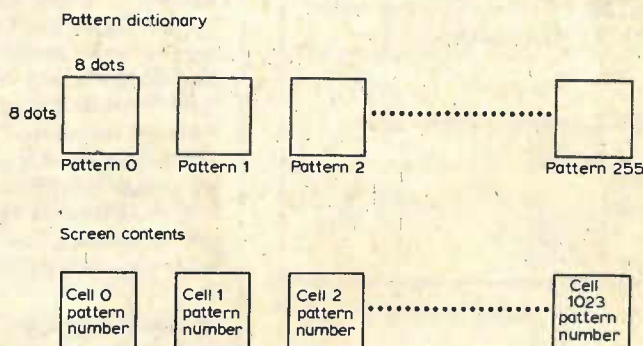 Pattern dictionary
8 dots
8 dots
Pattern 0 Pattern 1 Pattern 2 Pattern 255
Screen contents
Cell 0 Cell 1 Cell 2 Cell
pattern pattern pattern 1023
number number number pattern
number